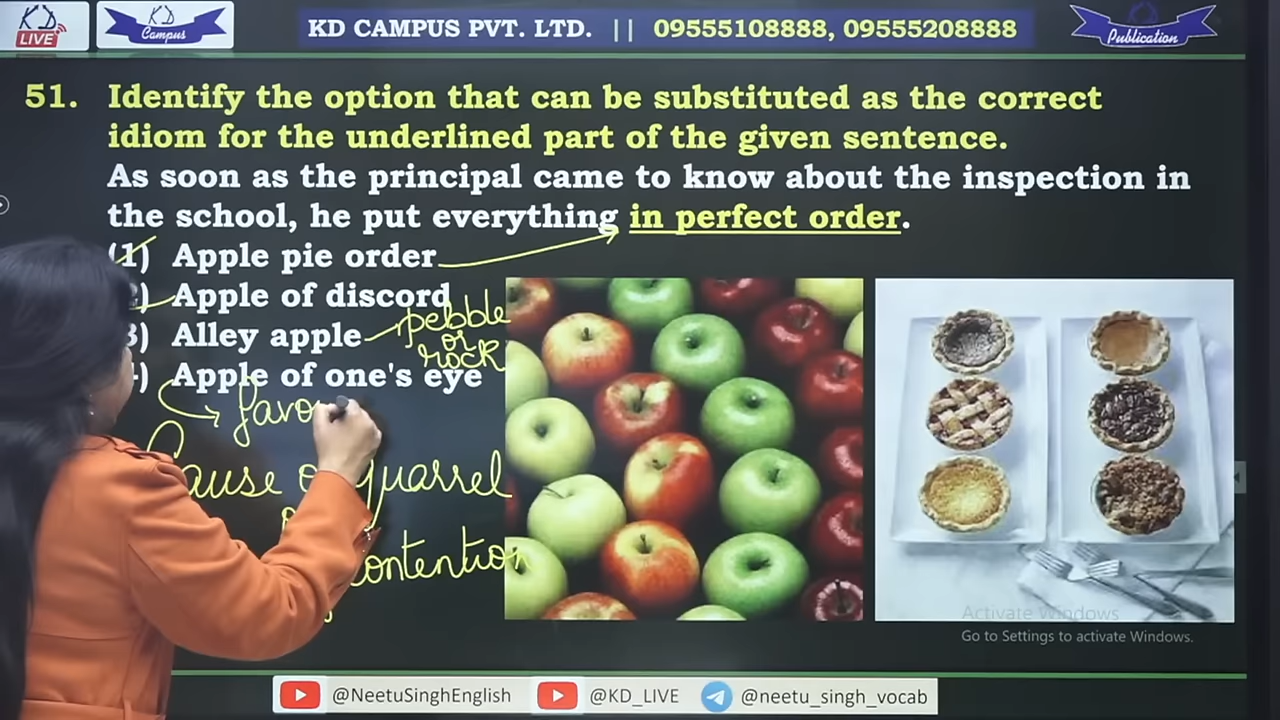 KD
LIVE
KD
Campus
KD CAMPUS PVT. LTD. || 09555108888, 09555208888
Publication
51. Identify the option that can be substituted as the correct
idiom for the underlined part of the given sentence.
As soon as the principal came to know about the inspection in
the school, he put everything in perfect order.
(1) Apple pie order
Apple of discord
3) Alley apple
pebble
or
rock
Apple of one's eye
favo
Cause quarrel
contention
Activate Windows
Go to Settings to activate Windows.
@NeetuSinghEnglish
@KD_LIVE
@neetu_singh_vocab